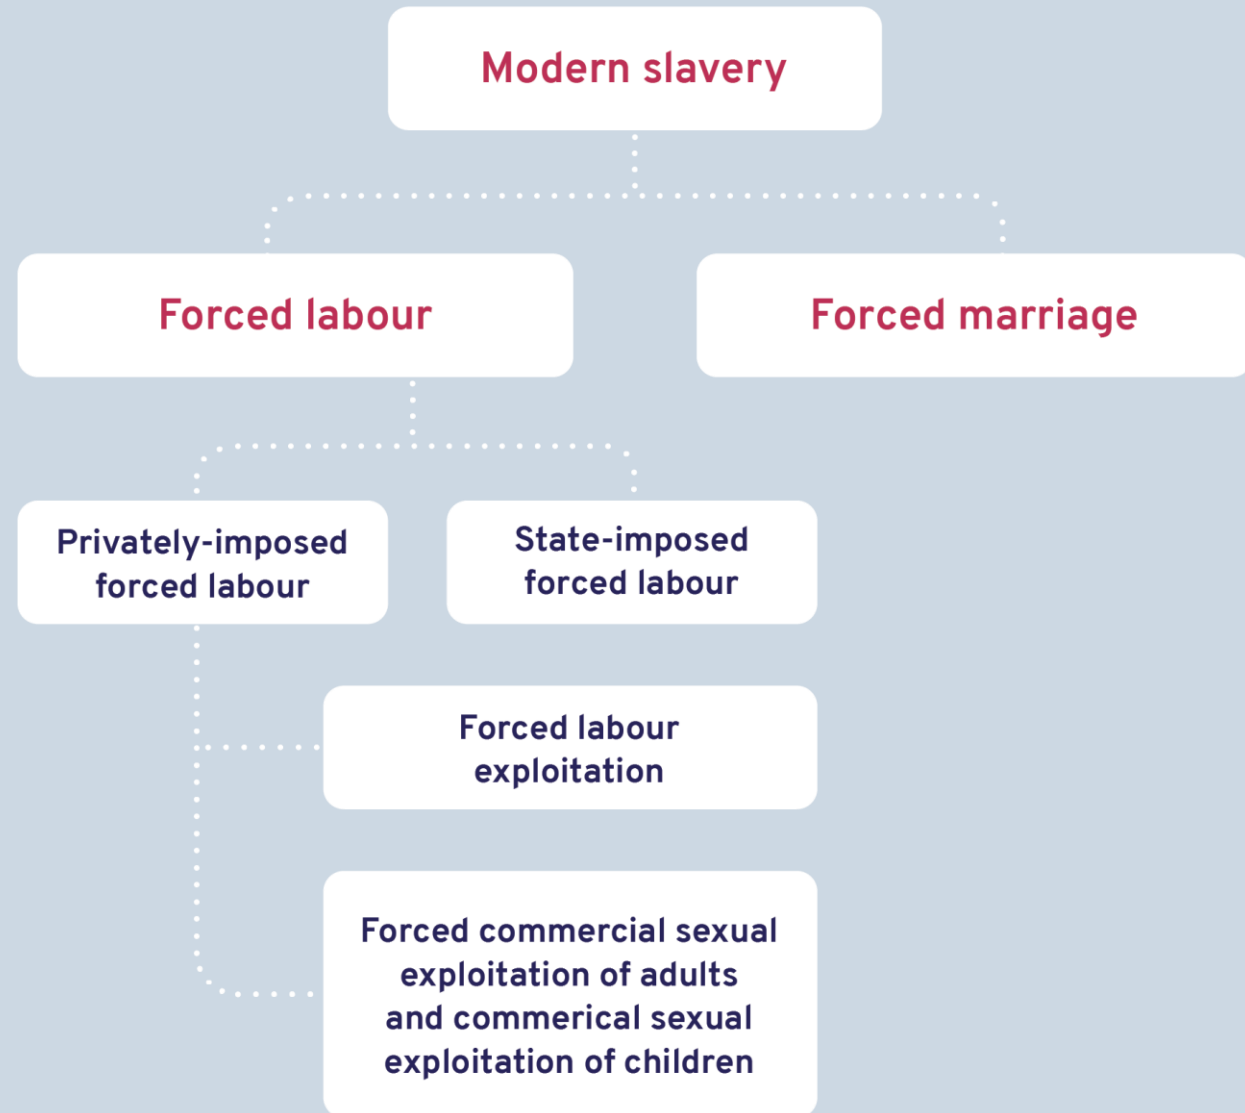 Modern slavery
Forced labour
Forced marriage
Privately-imposed
forced labour
State-imposed
forced labour
Forced labour
exploitation
Forced commercial sexual
exploitation of adults
and commerical sexual
exploitation of children